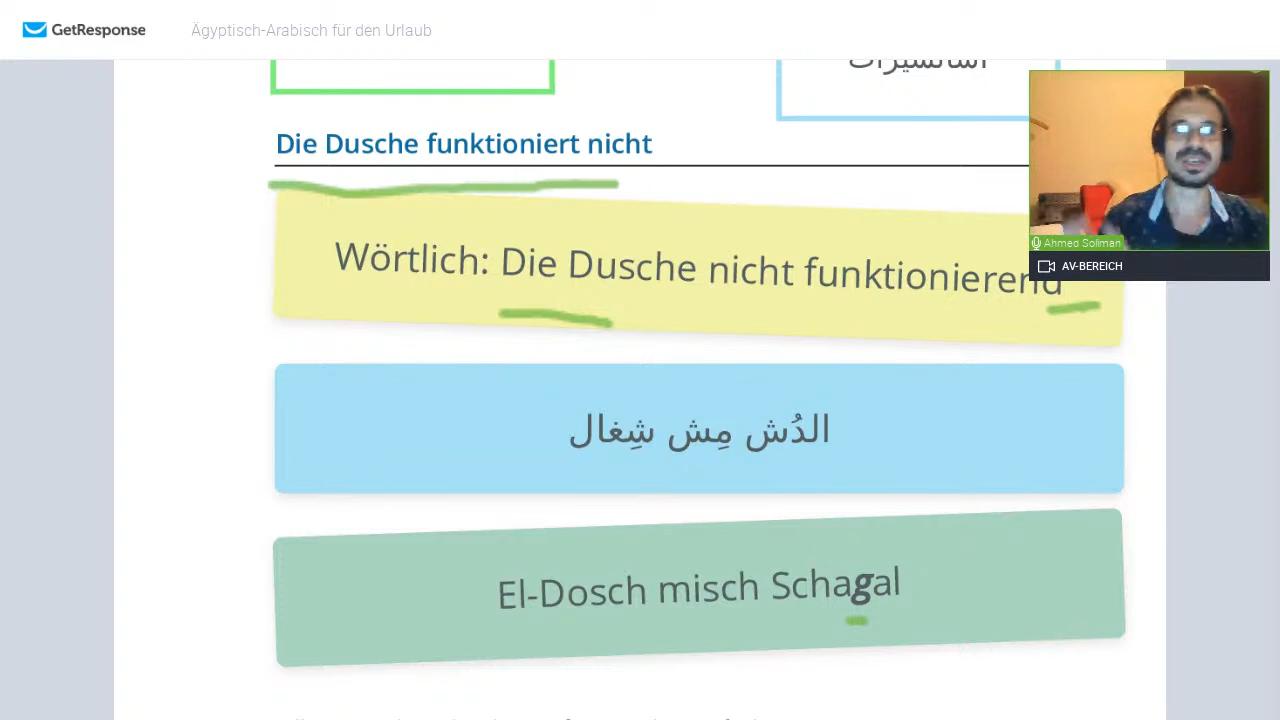 GetResponse
Ägyptisch-Arabisch für den Urlaub
أسانسيرات
Die Dusche funktioniert nicht
Wörtlich: Die Dusche nicht funktionierend
Ahmed Soliman
AV-BEREICH
الدُش مِش شِغال
El-Dosch misch Schagal